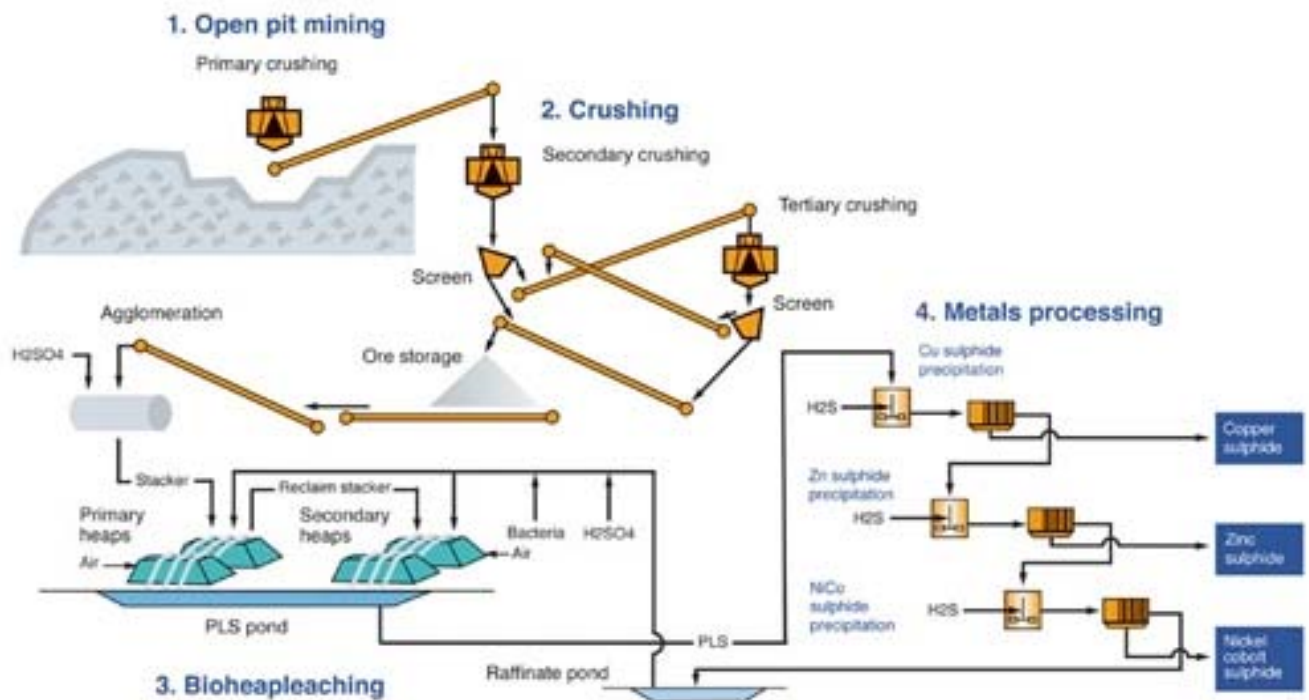 1. Open pit mining
Primary crushing
2. Crushing
Secondary crushing
Tertiary crushing
Screen
Screen
Agglomeration
H2SO4
Ore storage
4. Metals processing
Cu sulphide
precipitation
H2S
Copper
sulphide
Stacker
Reclaim stacker
Primary
heaps
Secondary
heaps
Bacteria
H2SO4
Air
Air
Zn sulphide
precipitation
H2S
Zinc
sulphide
NiCo
sulphide
precipitation
H2S
Nickel
cobolt
sulphide
PLS pond
PLS
Raffinate pond
3. Bioheapleaching